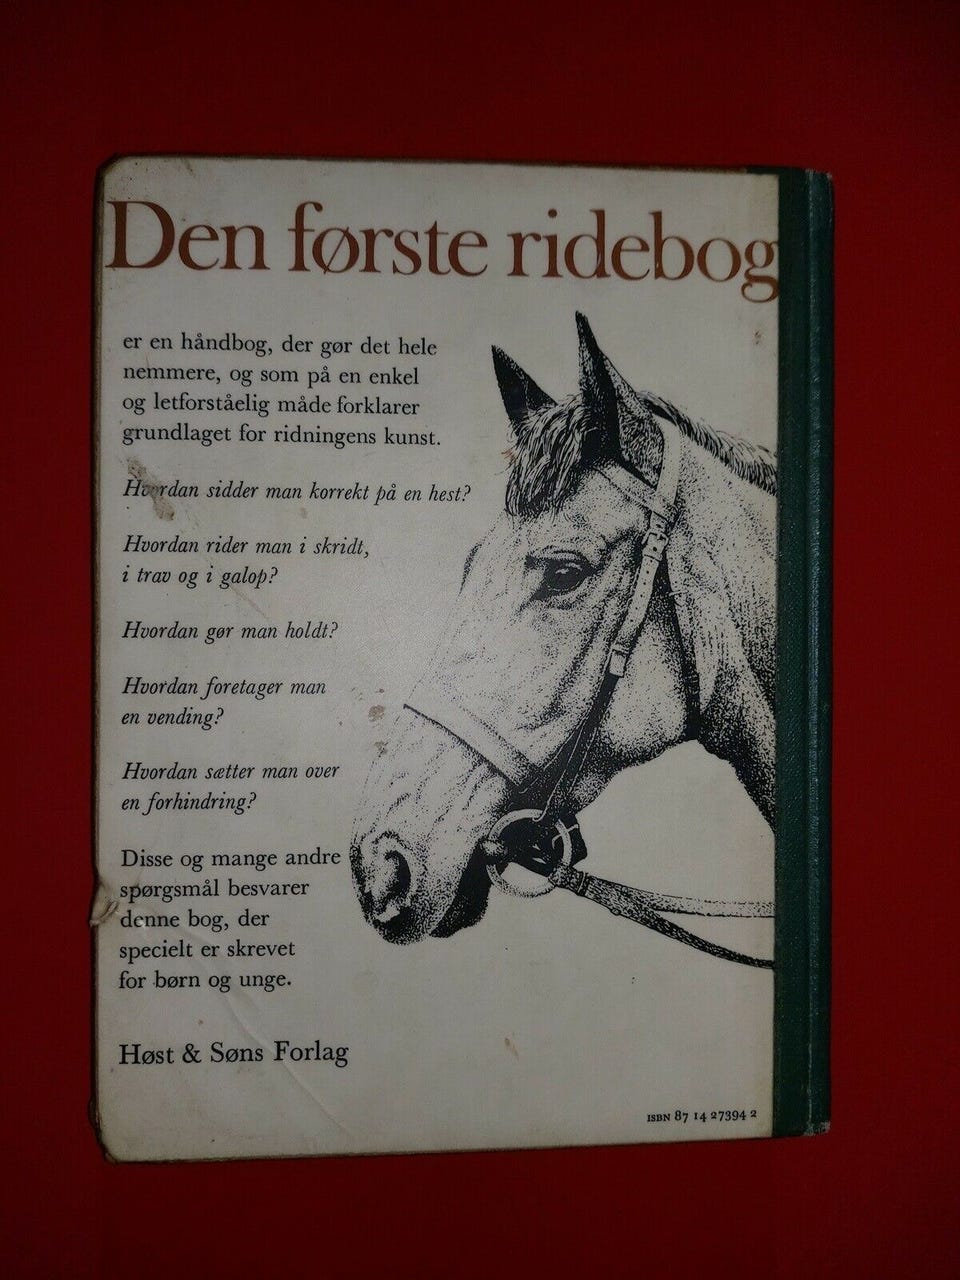 Den første ridebog
er en håndbog, der gør det hele
nemmere, og som på en enkel
og letforståelig måde forklarer
grundlaget for ridningens kunst.
Hvordan sidder man korrekt på en hest?
Hvordan rider man i skridt,
i trav og i galop?
Hvordan gør man holdt?
Hvordan foretager man
en vending?
Hvordan sætter man over
en forhindring?
Disse og mange andre
spørgsmål besvarer
denne bog, der
specielt er skrevet
for børn og unge.
Høst & Søns Forlag
ISBN 87 14 27394 2